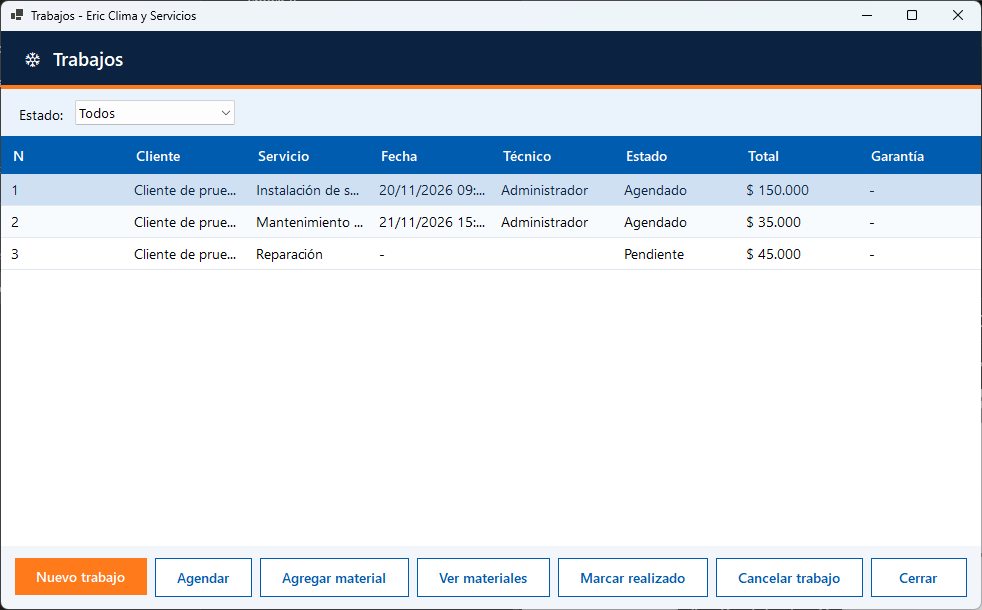 Trabajos - Eric Clima y Servicios
Trabajos
Estado: Todos
N Cliente Servicio Fecha Técnico Estado Total Garantía
1 Cliente de prue... Instalación de s... 20/11/2026 09:... Administrador Agendado $ 150.000 -
2 Cliente de prue... Mantenimiento ... 21/11/2026 15:... Administrador Agendado $ 35.000 -
3 Cliente de prue... Reparación - Pendiente $ 45.000 -
Nuevo trabajo Agendar Agregar material Ver materiales Marcar realizado Cancelar trabajo Cerrar